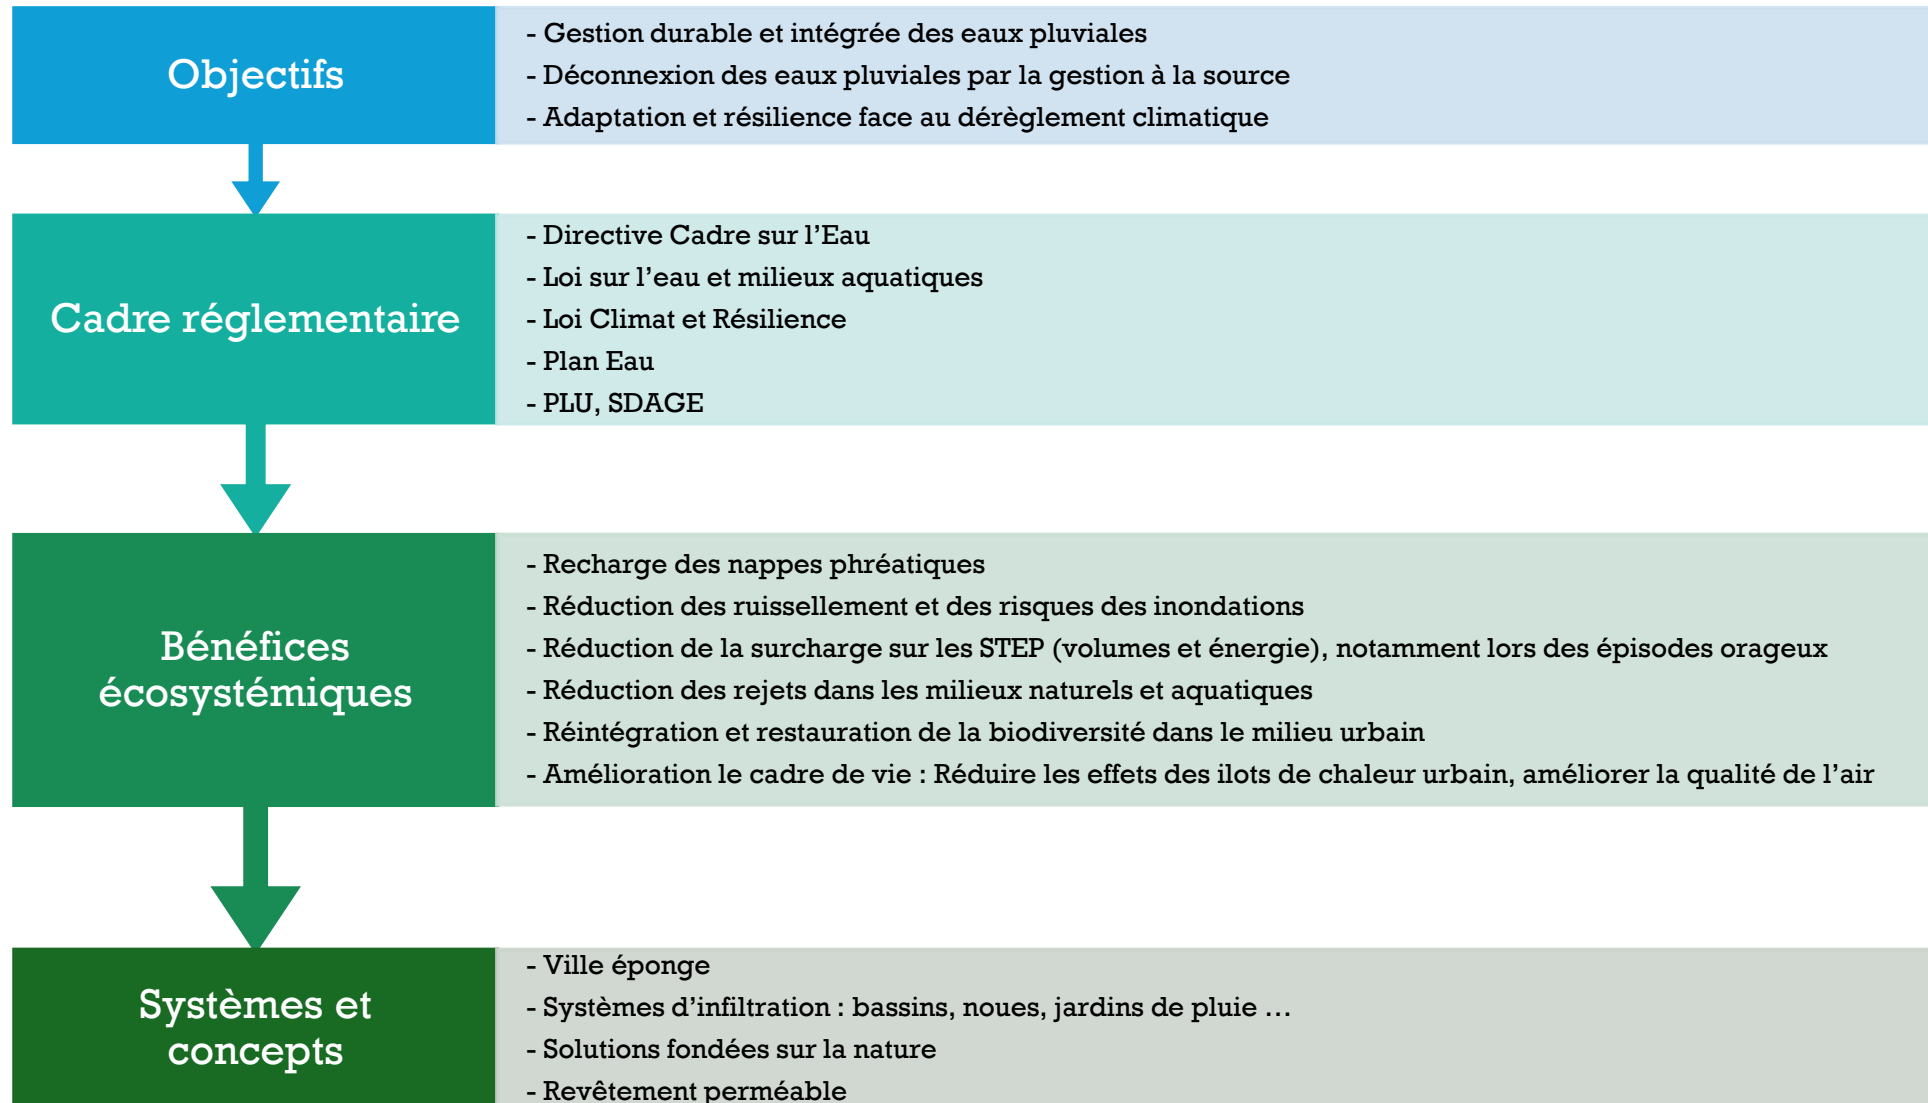 Objectifs
- Gestion durable et intégrée des eaux pluviales
- Déconnexion des eaux pluviales par la gestion à la source
- Adaptation et résilience face au dérèglement climatique
Cadre réglementaire
- Directive Cadre sur l’Eau
- Loi sur l’eau et milieux aquatiques
- Loi Climat et Résilience
- Plan Eau
- PLU, SDAGE
Bénéfices
écosystémiques
- Recharge des nappes phréatiques
- Réduction des ruissellement et des risques des inondations
- Réduction de la surcharge sur les STEP (volumes et énergie), notamment lors des épisodes orageux
- Réduction des rejets dans les milieux naturels et aquatiques
- Réintégration et restauration de la biodiversité dans le milieu urbain
- Amélioration le cadre de vie : Réduire les effets des ilots de chaleur urbain, améliorer la qualité de l’air
Systèmes et
concepts
- Ville éponge
- Systèmes d’infiltration : bassins, noues, jardins de pluie …
- Solutions fondées sur la nature
- Revêtement perméable